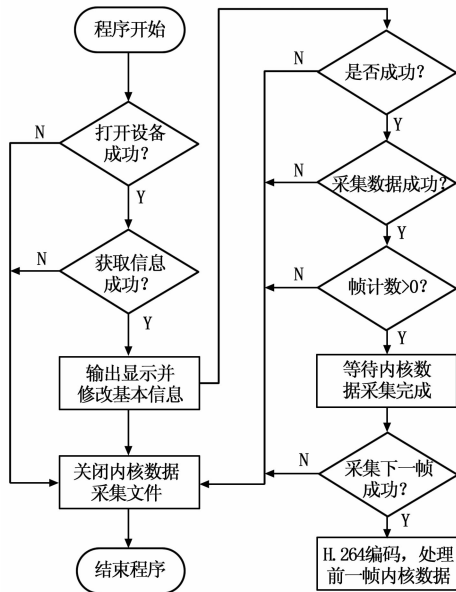 程序开始
N
打开设备
成功？
Y
N
获取信息
成功？
Y
输出显示并
修改基本信息
关闭内核数据
采集文件
结束程序
N
是否成功？
Y
N
采集数据成功？
Y
N
帧计数>0？
Y
等待内核数
据采集完成
N
采集下一帧
成功？
Y
H.264编码，处理
前一帧内核数据